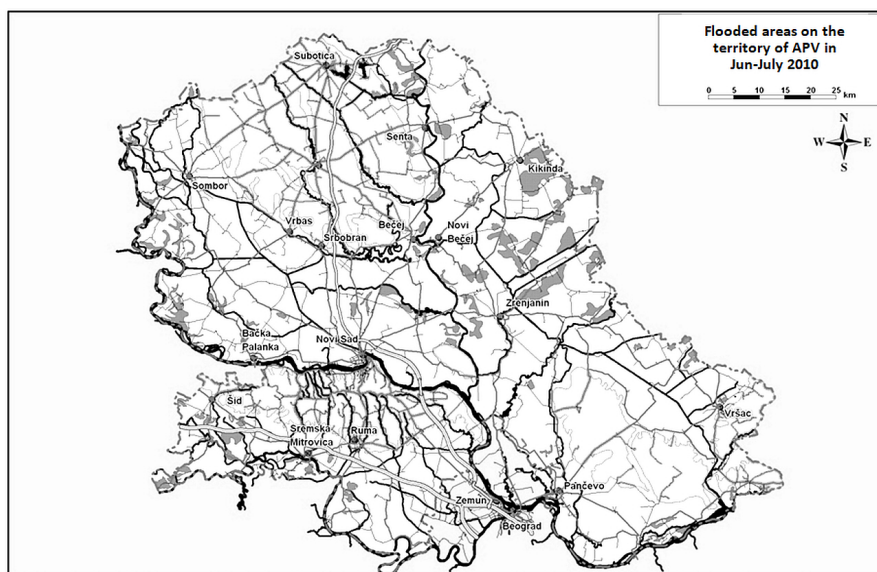 Flooded areas on the
territory of APV in
Jun-July 2010
0 5 10 15 20 25 km
N
W E
S
Subotica
Senta
Kikinda
Sombor
Vrbas
Bečej
Novi
Bečej
Srbobran
Zrenjanin
Bačka
Palanka
Novi Sad
Šid
Sremska
Mitrovica
Ruma
Vršac
Pančevo
Zemun
Beograd